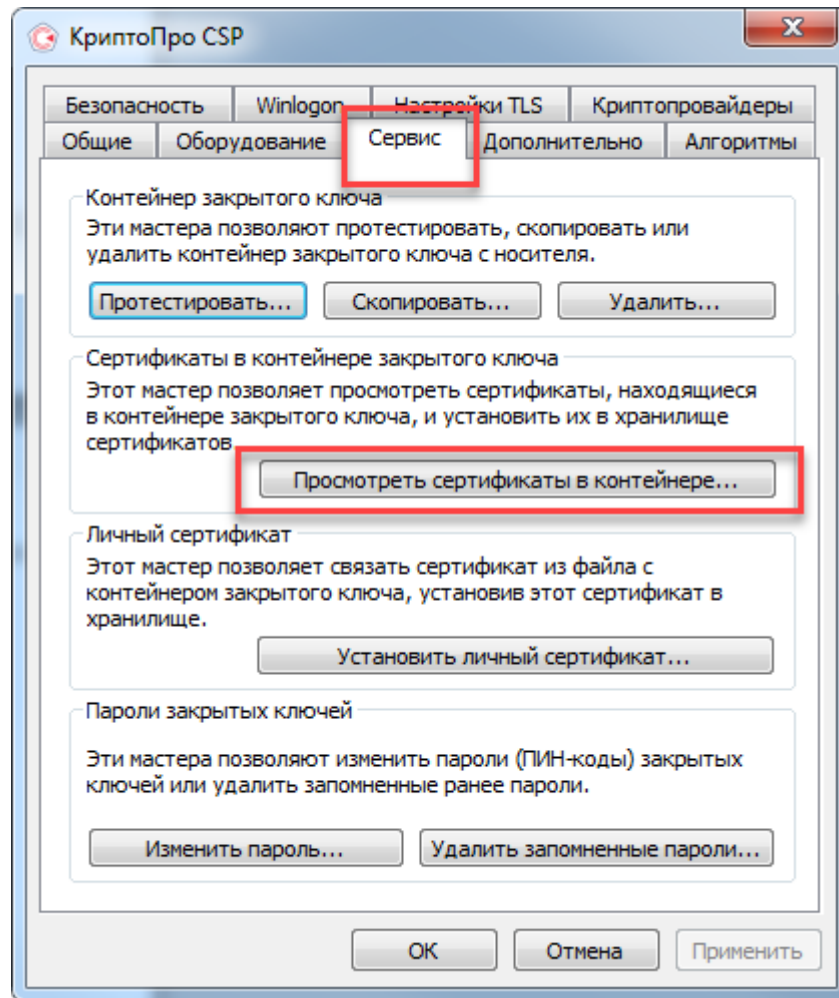 КриптоПро CSP
Безопасность Winlogon Настройки TLS Криптопровайдеры
Общие Оборудование Сервис Дополнительно Алгоритмы
Контейнер закрытого ключа
Эти мастера позволяют протестировать, скопировать или
удалить контейнер закрытого ключа с носителя.
Протестировать... Скопировать... Удалить...
Сертификаты в контейнере закрытого ключа
Этот мастер позволяет просмотреть сертификаты, находящиеся
в контейнере закрытого ключа, и установить их в хранилище
сертификатов
Просмотреть сертификаты в контейнере...
Личный сертификат
Этот мастер позволяет связать сертификат из файла с
контейнером закрытого ключа, установив этот сертификат в
хранилище.
Установить личный сертификат...
Пароли закрытых ключей
Эти мастера позволяют изменить пароли (ПИН-коды) закрытых
ключей или удалить запомненные ранее пароли.
Изменить пароль... Удалить запомненные пароли...
ОК Отмена Применить